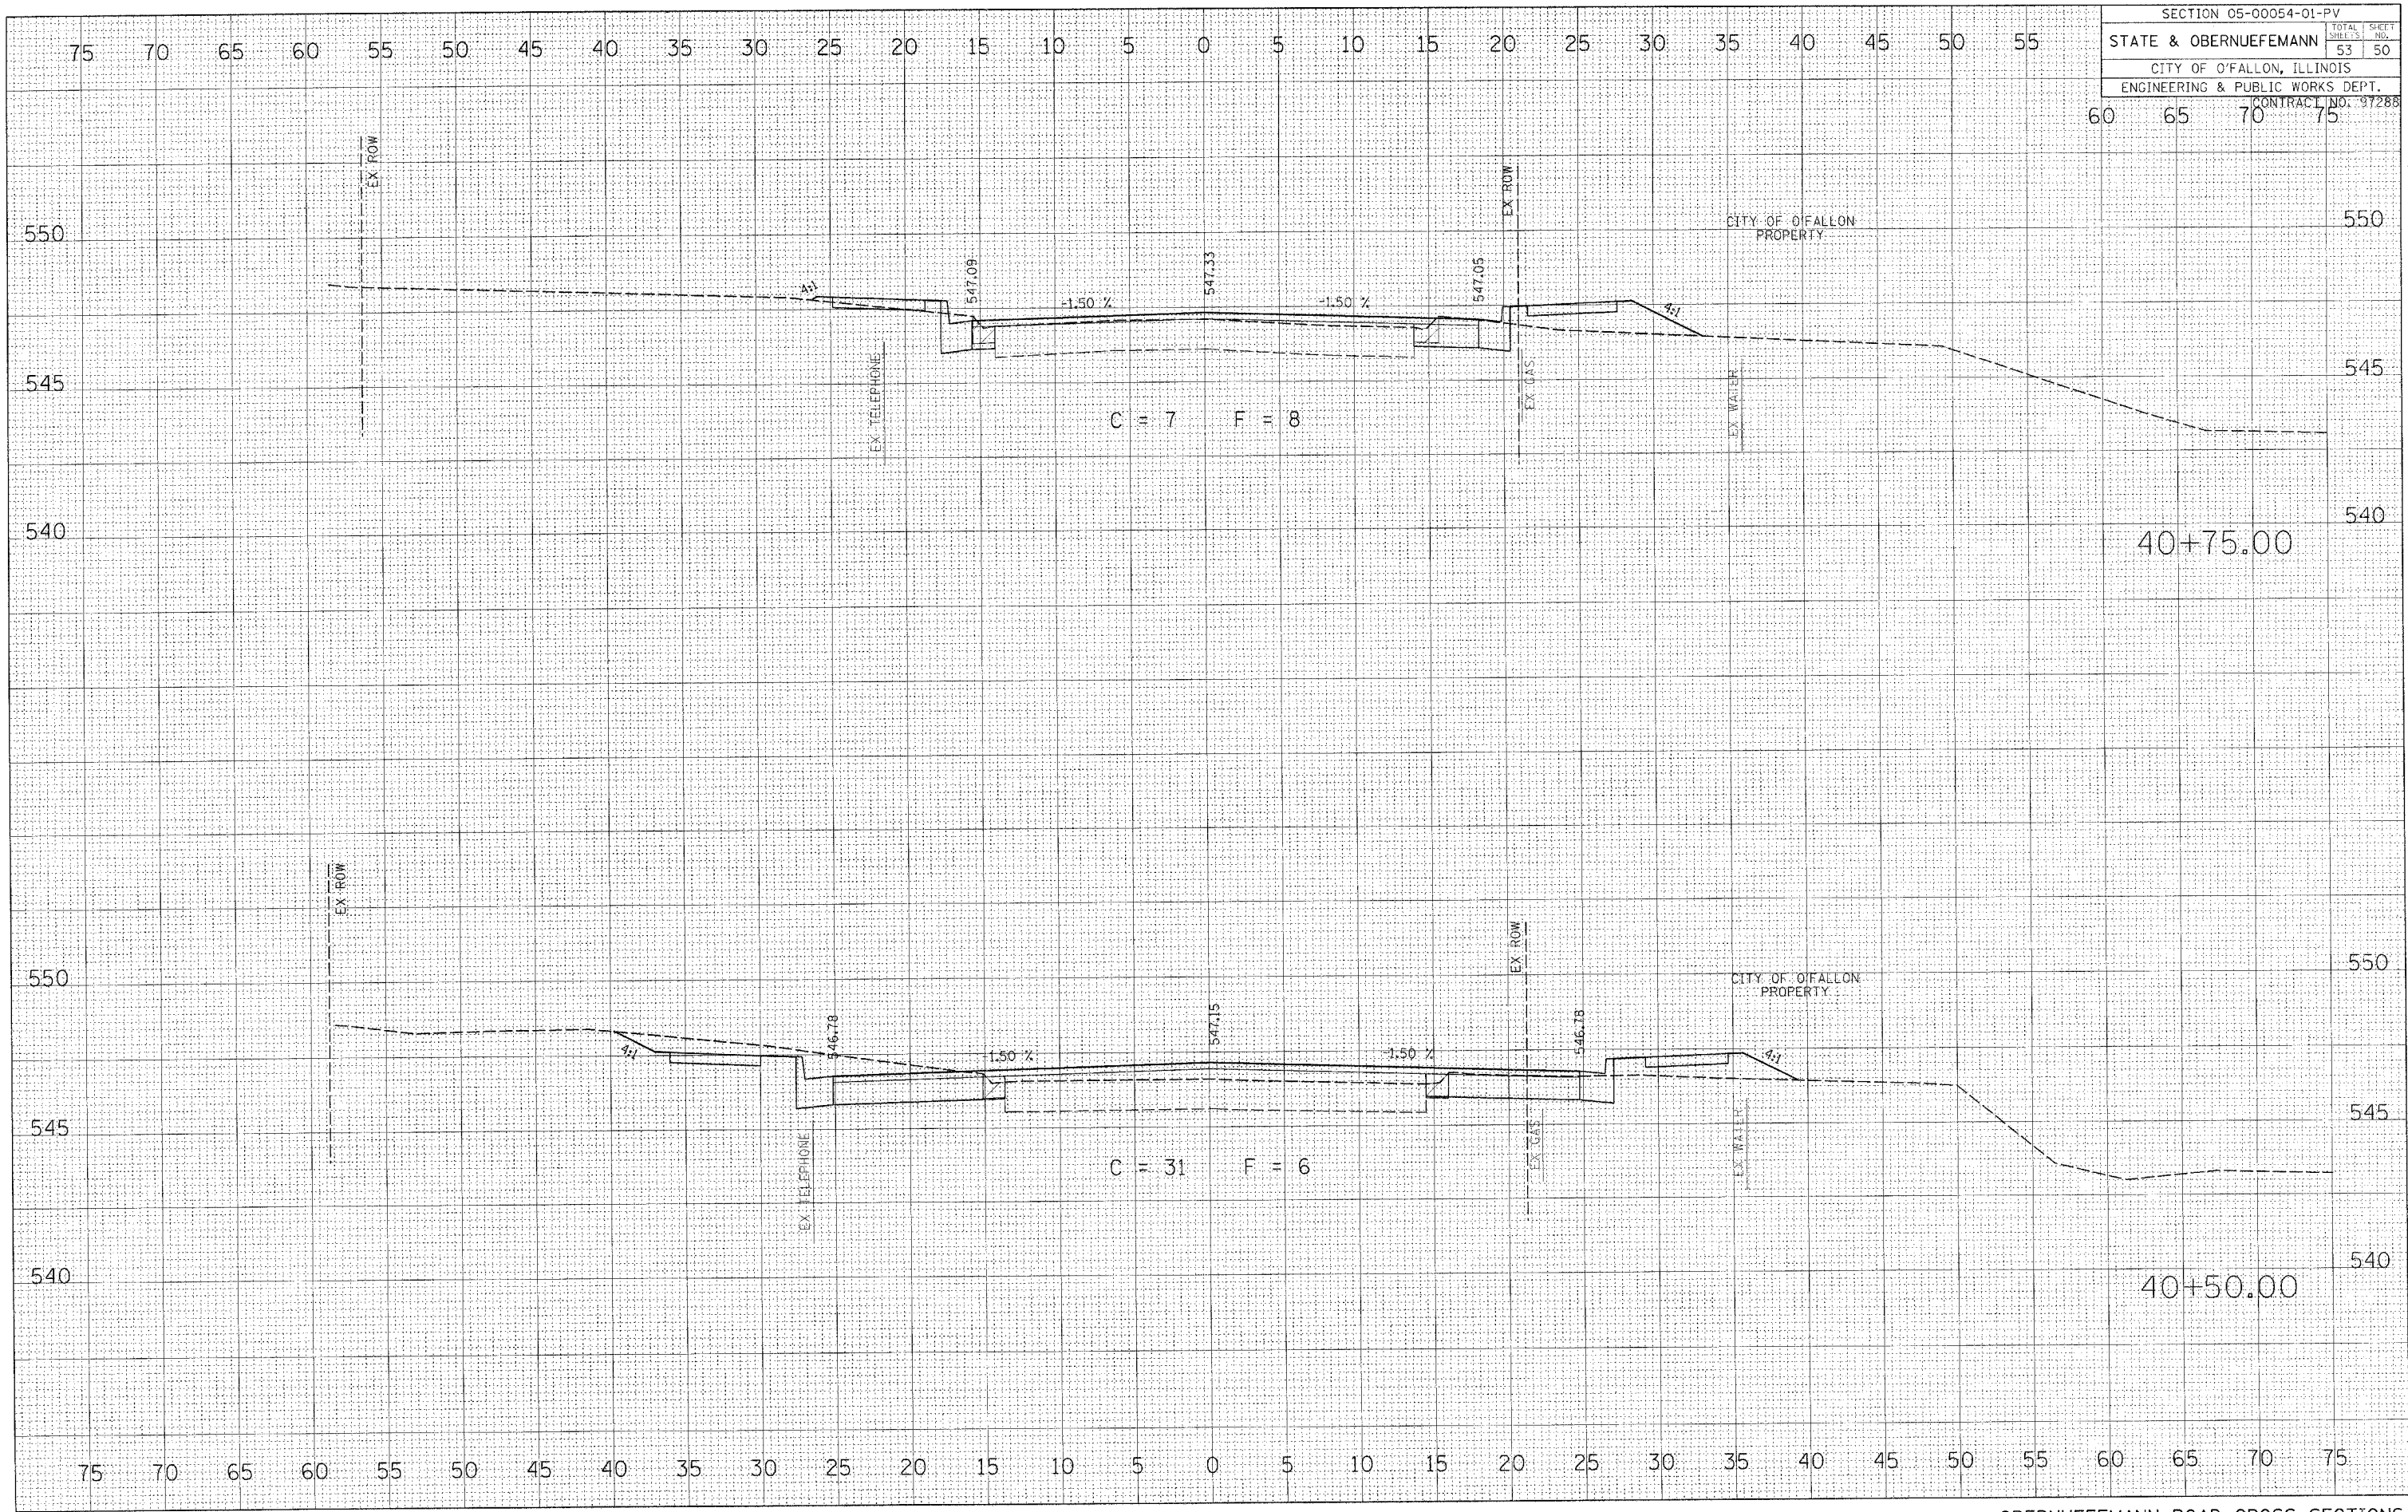 SECTION 05-00054-01-PV
STATE & OBERNUEFEMANN
TOTAL SHEETS
SHEET NO.
53 50
CITY OF O'FALLON, ILLINOIS
ENGINEERING & PUBLIC WORKS DEPT.
CONTRACT NO. 97288
75 70 65 60 55 50 45 40 35 30 25 20 15 10 5 0 5 10 15 20 25 30 35 40 45 50 55
60 65 70 75
EX ROW
EX ROW
CITY OF O'FALLON
PROPERTY
550 550
4:1
547.09
-1.50 %
547.33
-1.50 %
547.05
4:1
545 545
EX TELEPHONE
C = 7 F = 8
EX GAS
EX WATER
540 540
40+75.00
EX ROW
EX ROW
CITY OF O'FALLON
PROPERTY
550 550
4:1
546.78
-1.50 %
547.15
-1.50 %
546.78
4:1
545 545
EX TELEPHONE
C = 31 F = 6
EX GAS
EX WATER
540 540
40+50.00
75 70 65 60 55 50 45 40 35 30 25 20 15 10 5 0 5 10 15 20 25 30 35 40 45 50 55 60 65 70 75